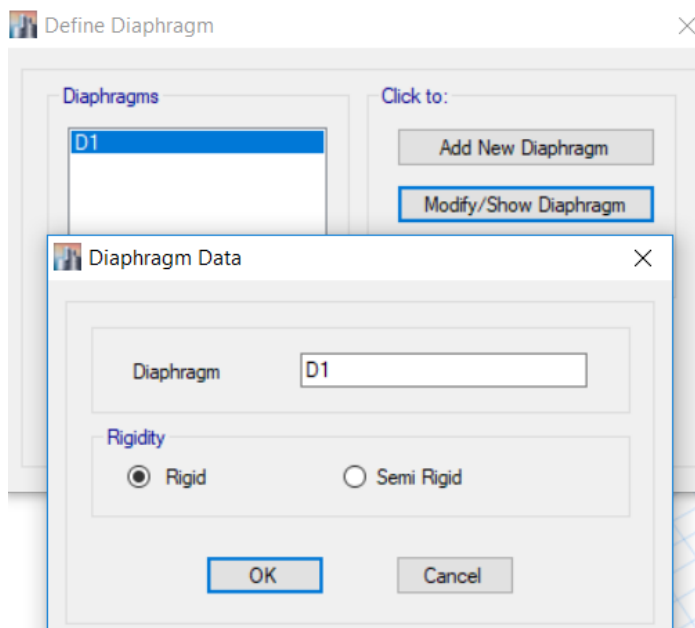 Define Diaphragm
Diaphragms
Click to:
D1
Add New Diaphragm
Modify/Show Diaphragm
Diaphragm Data
Diaphragm
D1
Rigidity
Rigid
Semi Rigid
OK
Cancel